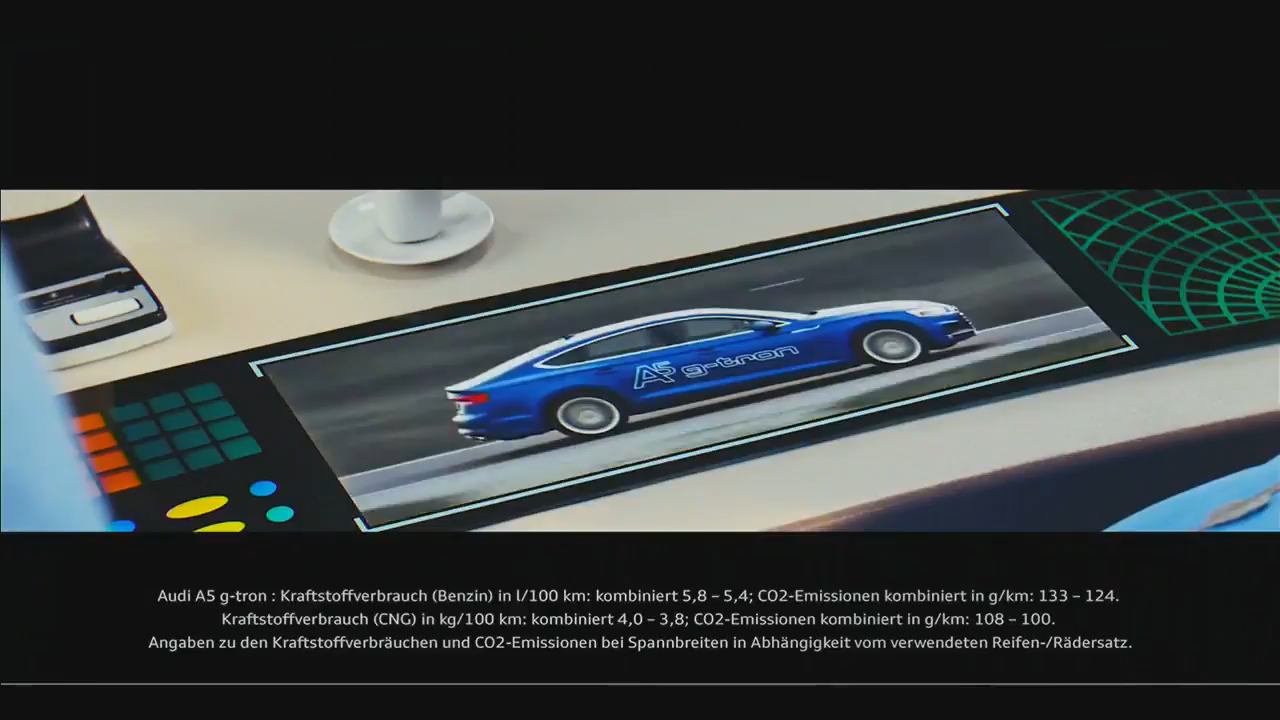 A5 g-tron
Audi A5 g-tron : Kraftstoffverbrauch (Benzin) in l/100 km: kombiniert 5,8 – 5,4; CO2-Emissionen kombiniert in g/km: 133 – 124.
Kraftstoffverbrauch (CNG) in kg/100 km: kombiniert 4,0 – 3,8; CO2-Emissionen kombiniert in g/km: 108 – 100.
Angaben zu den Kraftstoffverbräuchen und CO2-Emissionen bei Spannbreiten in Abhängigkeit vom verwendeten Reifen-/Rädersatz.